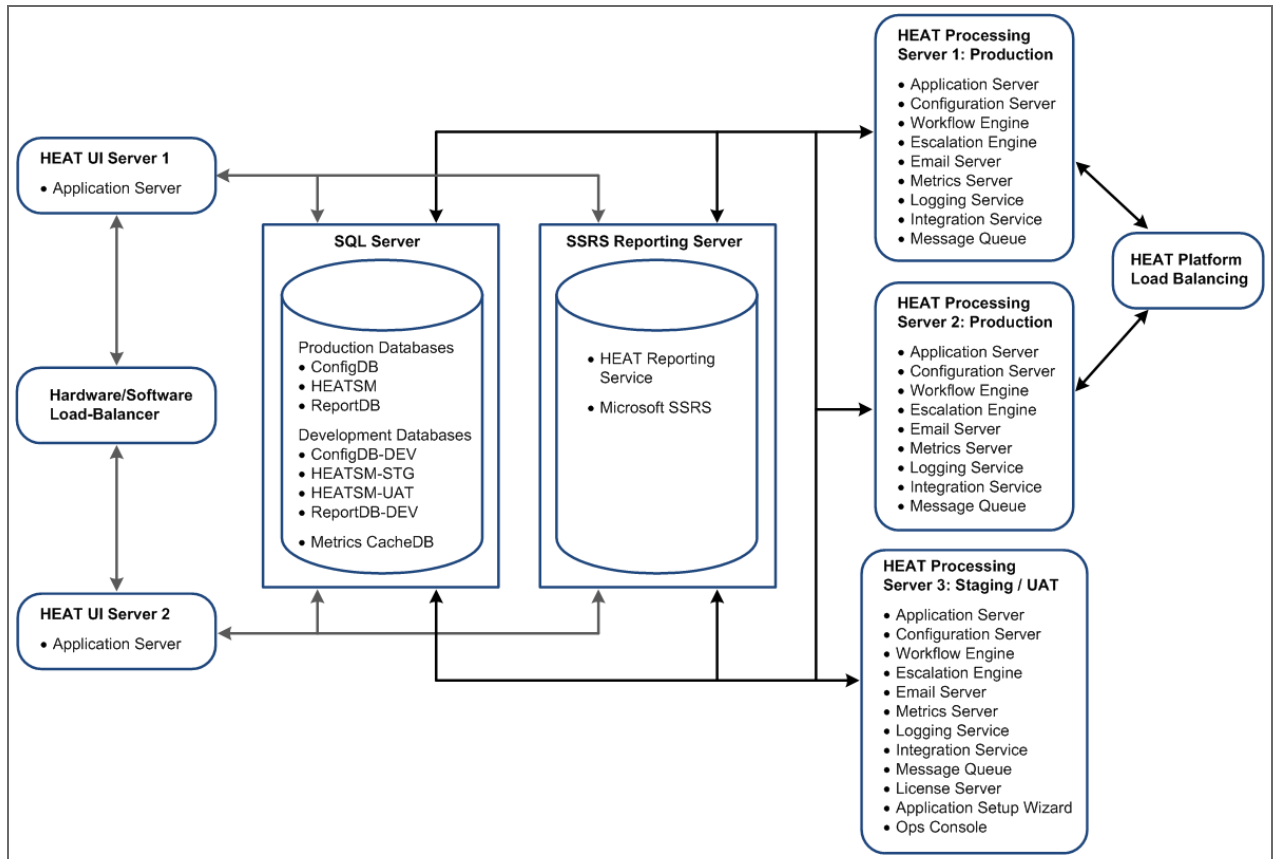 HEAT UI Server 1
• Application Server
Hardware/Software
Load-Balancer
HEAT UI Server 2
• Application Server
SQL Server
Production Databases
• ConfigDB
• HEATSM
• ReportDB
Development Databases
• ConfigDB-DEV
• HEATSM-STG
• HEATSM-UAT
• ReportDB-DEV
• Metrics CacheDB
SSRS Reporting Server
• HEAT Reporting
Service
• Microsoft SSRS
HEAT Processing
Server 1: Production
• Application Server
• Configuration Server
• Workflow Engine
• Escalation Engine
• Email Server
• Metrics Server
• Logging Service
• Integration Service
• Message Queue
HEAT Processing
Server 2: Production
• Application Server
• Configuration Server
• Workflow Engine
• Escalation Engine
• Email Server
• Metrics Server
• Logging Service
• Integration Service
• Message Queue
HEAT Processing
Server 3: Staging / UAT
• Application Server
• Configuration Server
• Workflow Engine
• Escalation Engine
• Email Server
• Metrics Server
• Logging Service
• Integration Service
• Message Queue
• License Server
• Application Setup Wizard
• Ops Console
HEAT Platform
Load Balancing